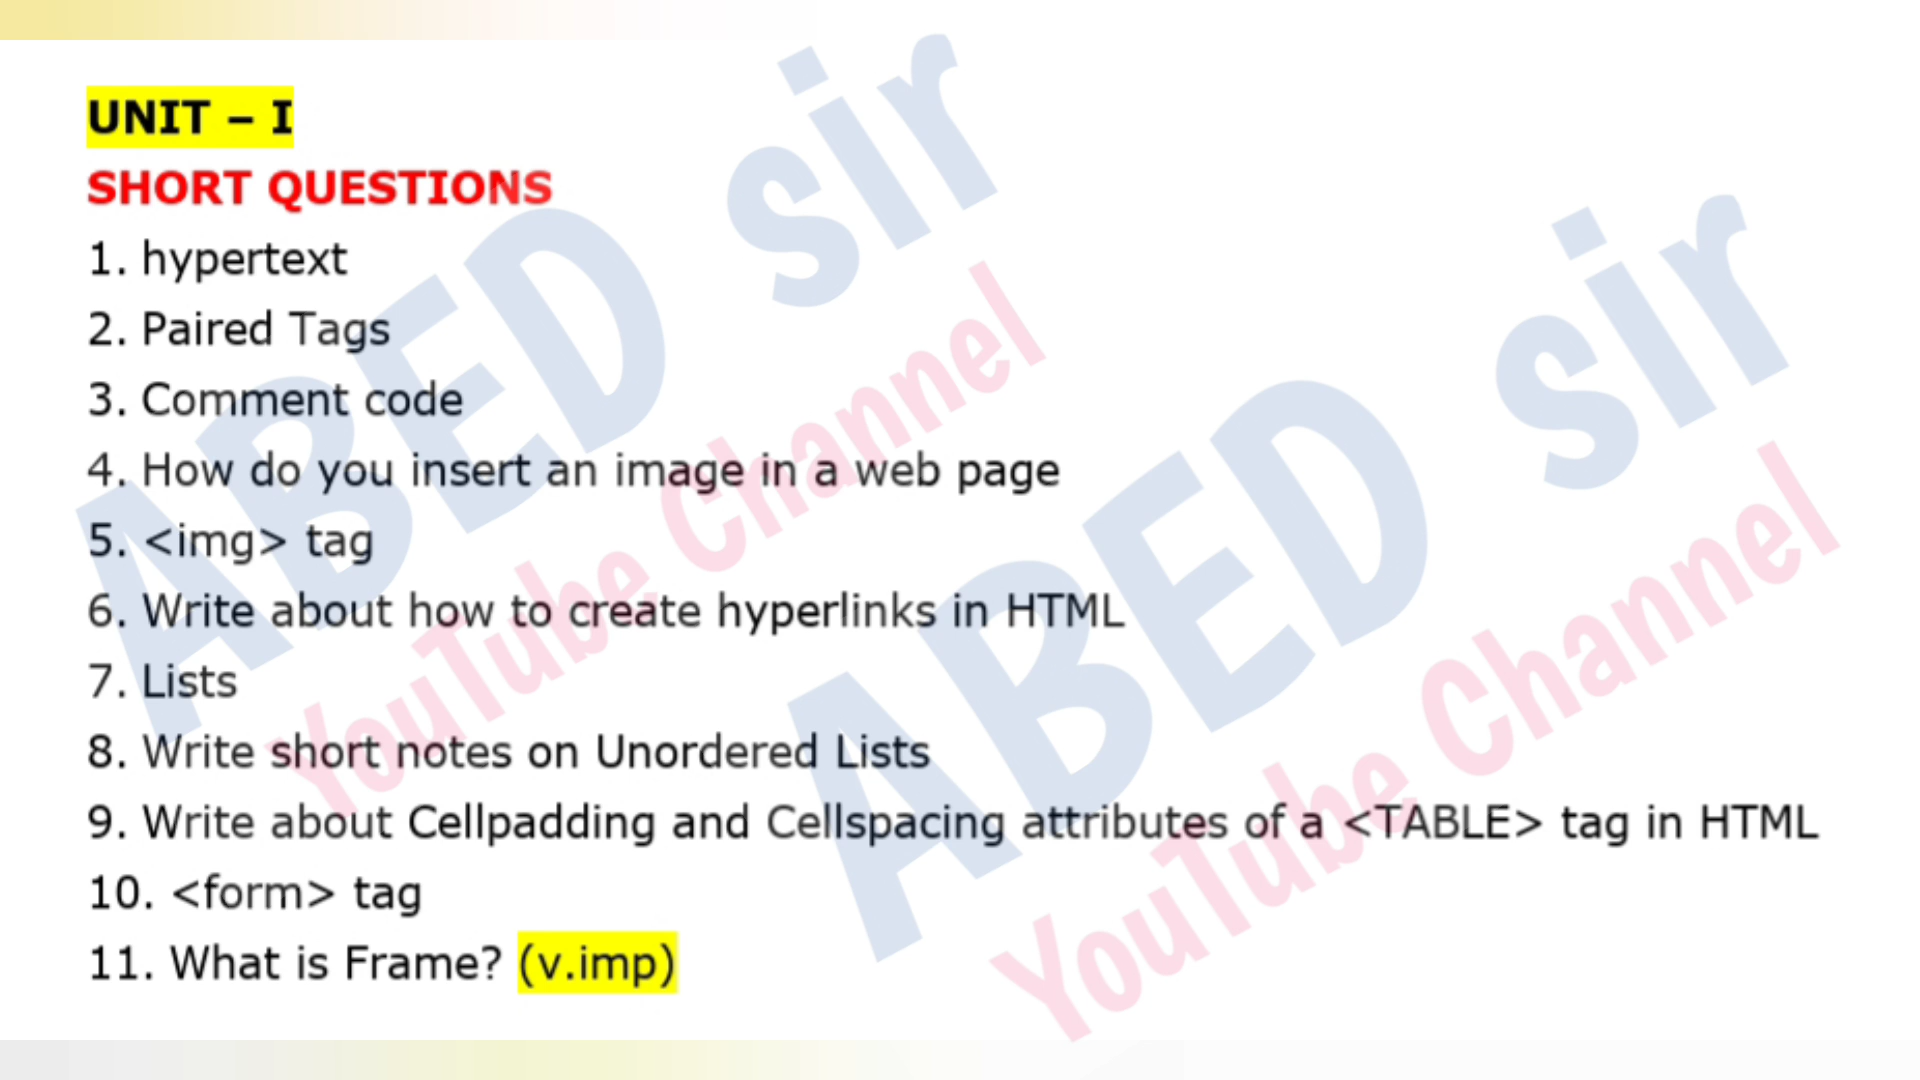 UNIT – I
SHORT QUESTIONS
1. hypertext
2. Paired Tags
3. Comment code
4. How do you insert an image in a web page
5. <img> tag
6. Write about how to create hyperlinks in HTML
7. Lists
8. Write short notes on Unordered Lists
9. Write about Cellpadding and Cellspacing attributes of a <TABLE> tag in HTML
10. <form> tag
11. What is Frame? (v.imp)
ABED sir
YouTube Channel
ABED sir
YouTube Channel